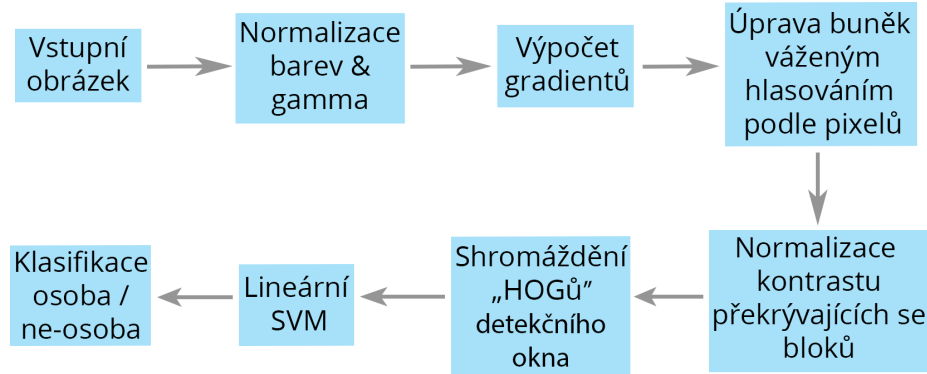 Vstupní
obrázek
Normalizace
barev &
gamma
Výpočet
gradientů
Úprava buněk
váženým
hlasováním
podle pixelů
Normalizace
kontrastu
překrývajících se
bloků
Shromáždění
„HOGů”
detekčního
okna
Lineární
SVM
Klasifikace
osoba /
ne-osoba